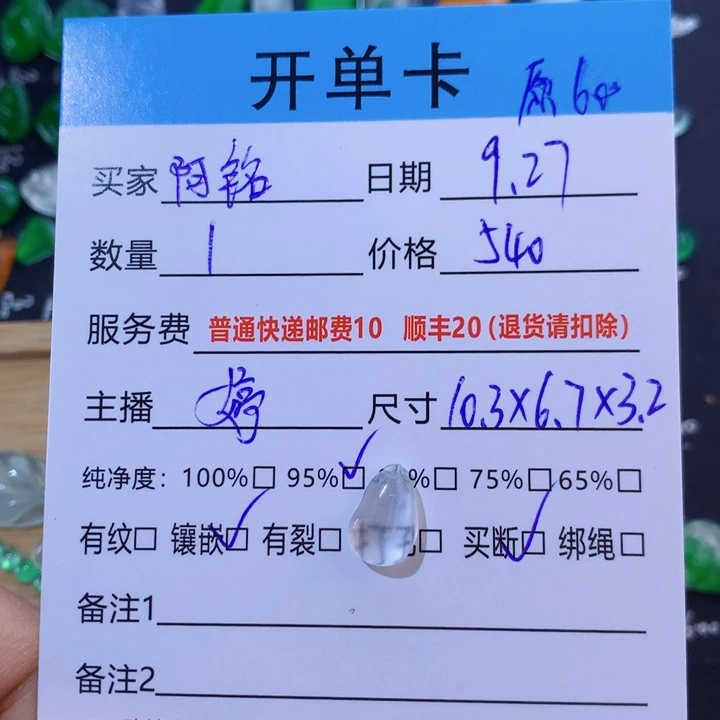 开单卡 原600
买家 阿铭 日期 9.27
数量 1 价格 540
服务费 普通快递邮费10 顺丰20(退货请扣除)
主播 婷 尺寸 10.3×6.7×3.2
纯净度：100%□ 95%☑ %□ 75%□ 65%□
有纹□ 镶嵌☑ 有裂□ □ 买断☑ 绑绳□
备注1
备注2